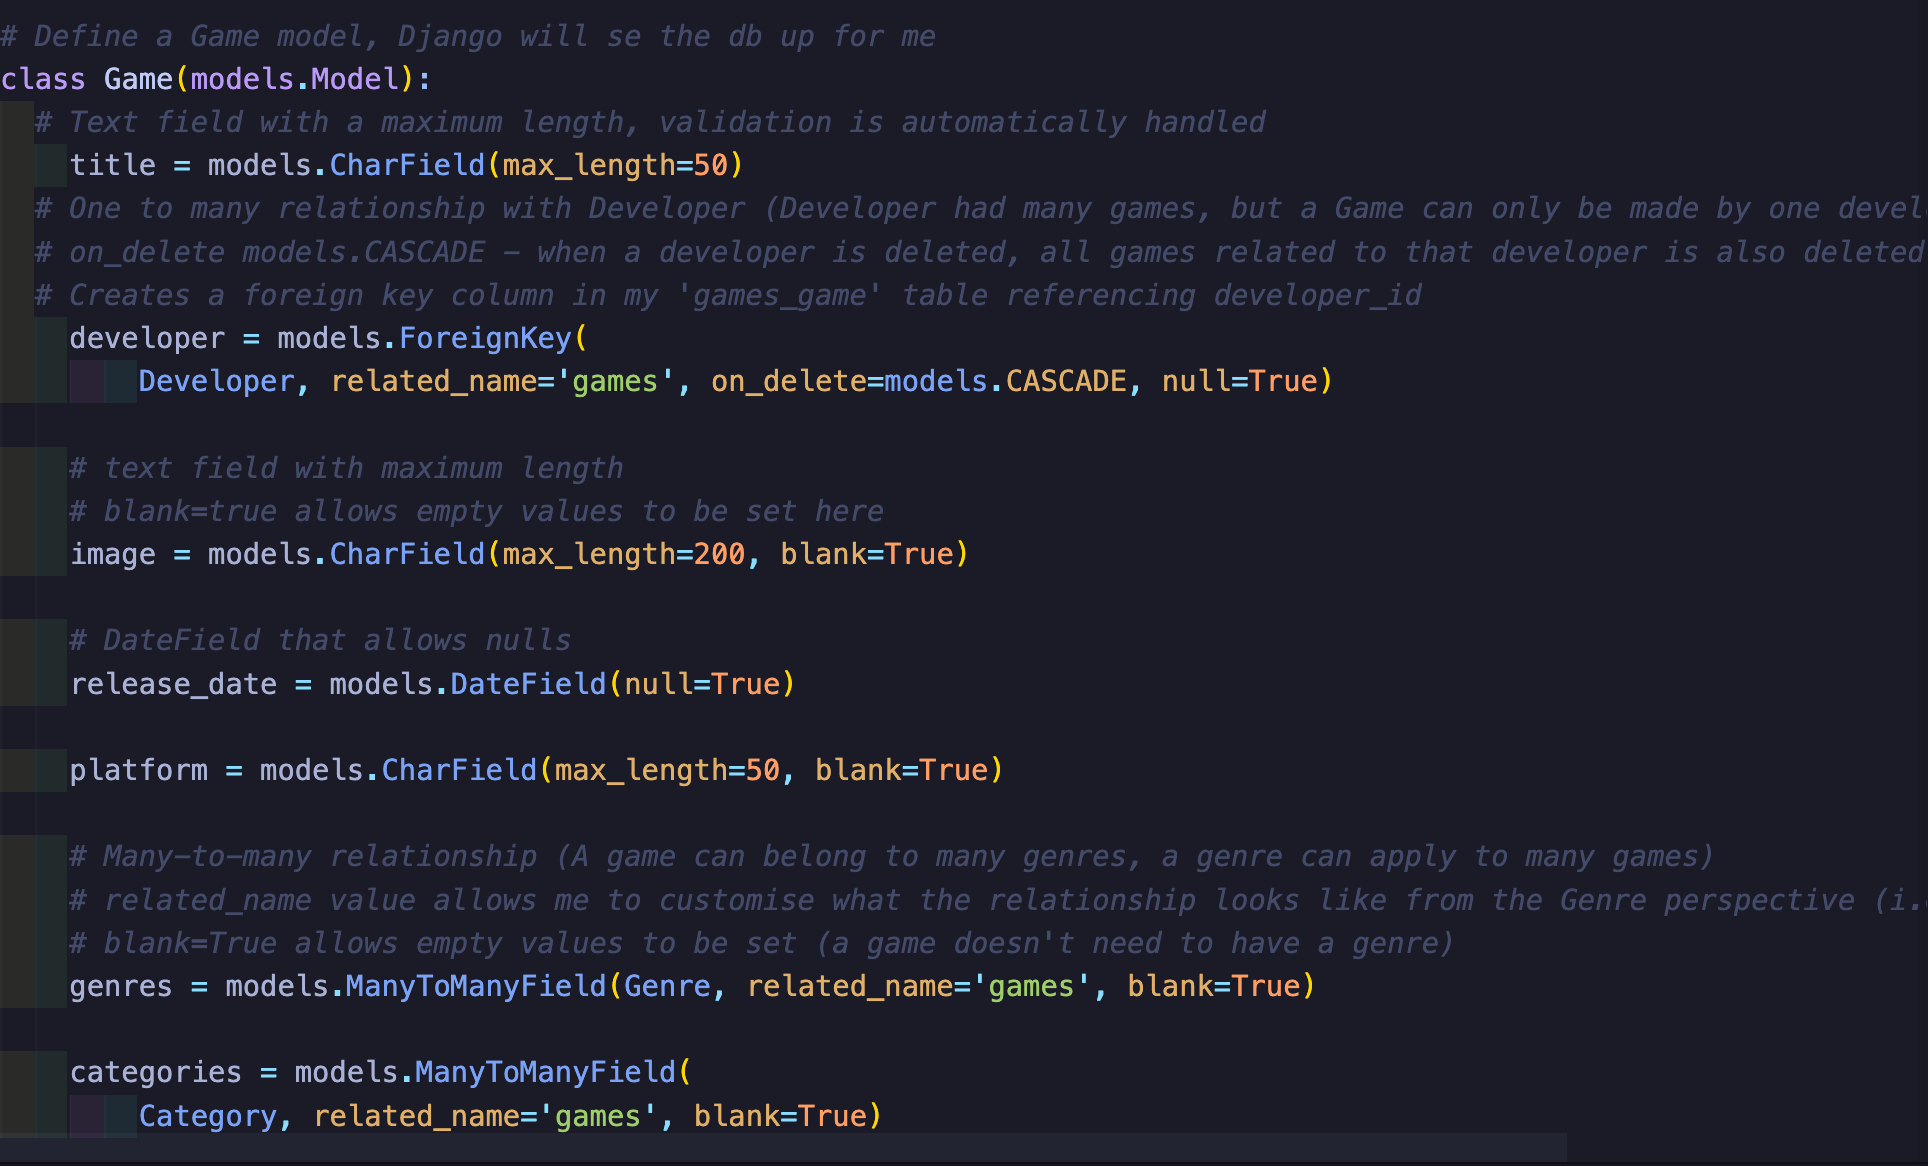 # Define a Game model, Django will se the db up for me
class Game(models.Model):
# Text field with a maximum length, validation is automatically handled
title = models.CharField(max_length=50)
# One to many relationship with Developer (Developer had many games, but a Game can only be made by one
# on_delete models.CASCADE - when a developer is deleted, all games related to that developer is also deleted
# Creates a foreign key column in my 'games_game' table referencing developer_id
developer = models.ForeignKey(
Developer, related_name='games', on_delete=models.CASCADE, null=True)
# text field with maximum length
# blank=true allows empty values to be set here
image = models.CharField(max_length=200, blank=True)
# DateField that allows nulls
release_date = models.DateField(null=True)
platform = models.CharField(max_length=50, blank=True)
# Many-to-many relationship (A game can belong to many genres, a genre can apply to many games)
# related_name value allows me to customise what the relationship looks like from the Genre perspective
# blank=True allows empty values to be set (a game doesn't need to have a genre)
genres = models.ManyToManyField(Genre, related_name='games', blank=True)
categories = models.ManyToManyField(
Category, related_name='games', blank=True)